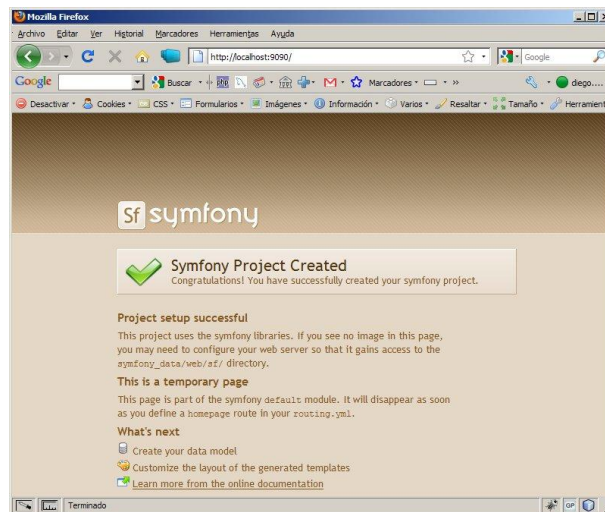 Mozilla Firefox
Archivo Editar Ver Historial Marcadores Herramientas Ayuda
http://localhost:9090/
Google
Google Buscar Marcadores » diego....
Desactivar Cookies CSS Formularios Imágenes Información Varios Resaltar Tamaño Herramient
Sf symfony
Symfony Project Created
Congratulations! You have successfully created your symfony project.
Project setup successful
This project uses the symfony libraries. If you see no image in this page,
you may need to configure your web server so that it gains access to the
symfony_data/web/sf/ directory.
This is a temporary page
This page is part of the symfony default module. It will disappear as soon
as you define a homepage route in your routing.yml.
What's next
Create your data model
Customize the layout of the generated templates
Learn more from the online documentation
Terminado GP